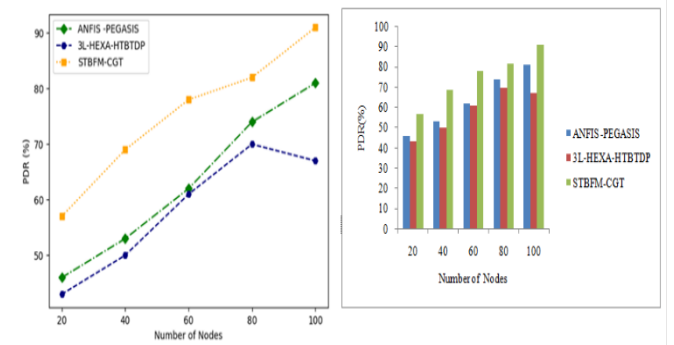 ANFIS -PEGASIS
3L-HEXA-HTBTDP
STBFM-CGT
90
80
70
60
50
PDR (%)
20 40 60 80 100
Number of Nodes
100
90
80
70
60
50
40
30
20
10
0
PDR(%)
20 40 60 80 100
Number of Nodes
ANFIS-PEGASIS
3L-HEXA-HTBTDP
STBFM-CGT